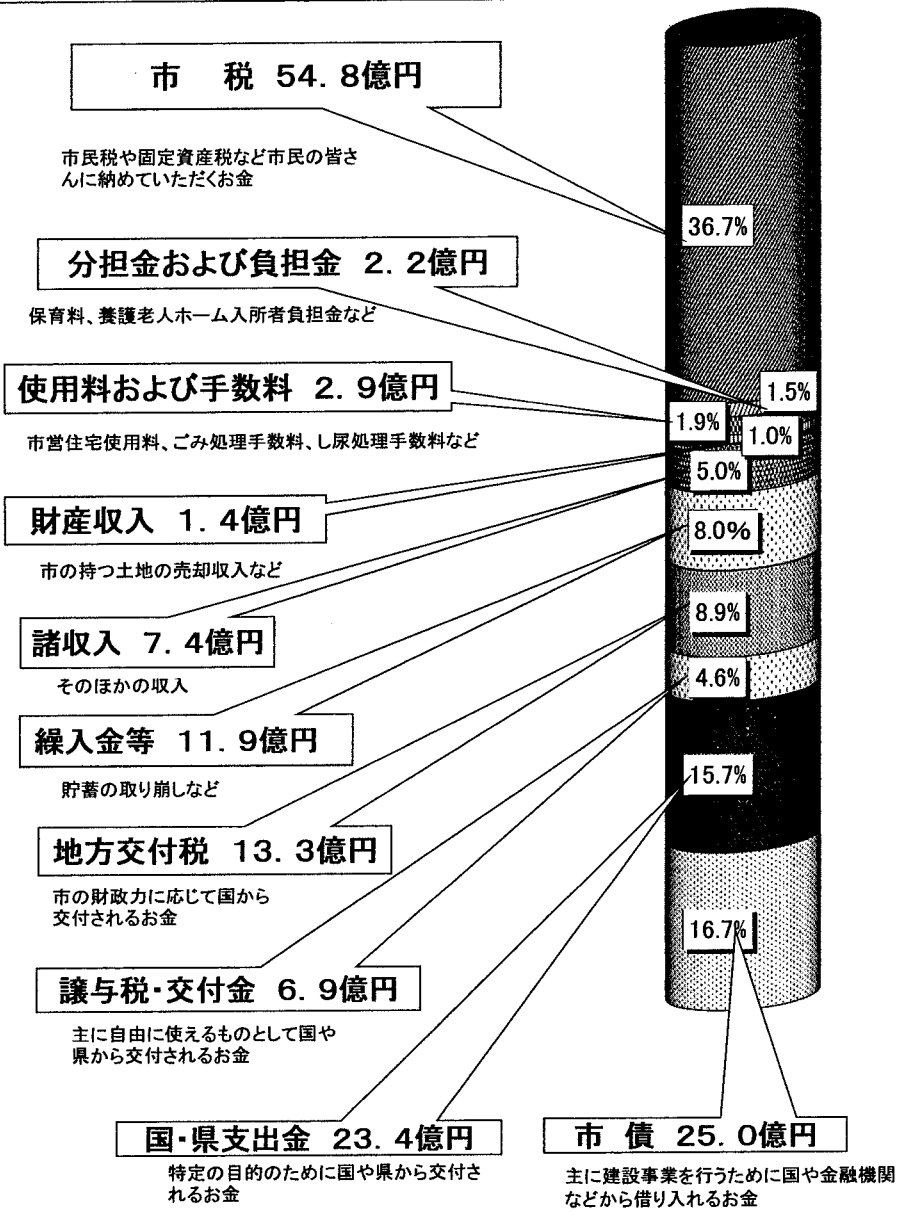 市 税 54.8億円
市民税や固定資産税など市民の皆さ
んに納めていただくお金
36.7%
分担金および負担金 2.2億円
保育料、養護老人ホーム入所者負担金など
1.5%
使用料および手数料 2.9億円
1.9%
市営住宅使用料、ごみ処理手数料、し尿処理手数料など
1.0%
5.0%
財産収入 1.4億円
市の持つ土地の売却収入など
8.0%
諸収入 7.4億円
そのほかの収入
8.9%
繰入金等 11.9億円
貯蓄の取り崩しなど
4.6%
地方交付税 13.3億円
市の財政力に応じて国から
交付されるお金
15.7%
譲与税・交付金 6.9億円
主に自由に使えるものとして国や
県から交付されるお金
16.7%
国・県支出金 23.4億円
特定の目的のために国や県から交付さ
れるお金
市 債 25.0億円
主に建設事業を行うために国や金融機関
などから借り入れるお金